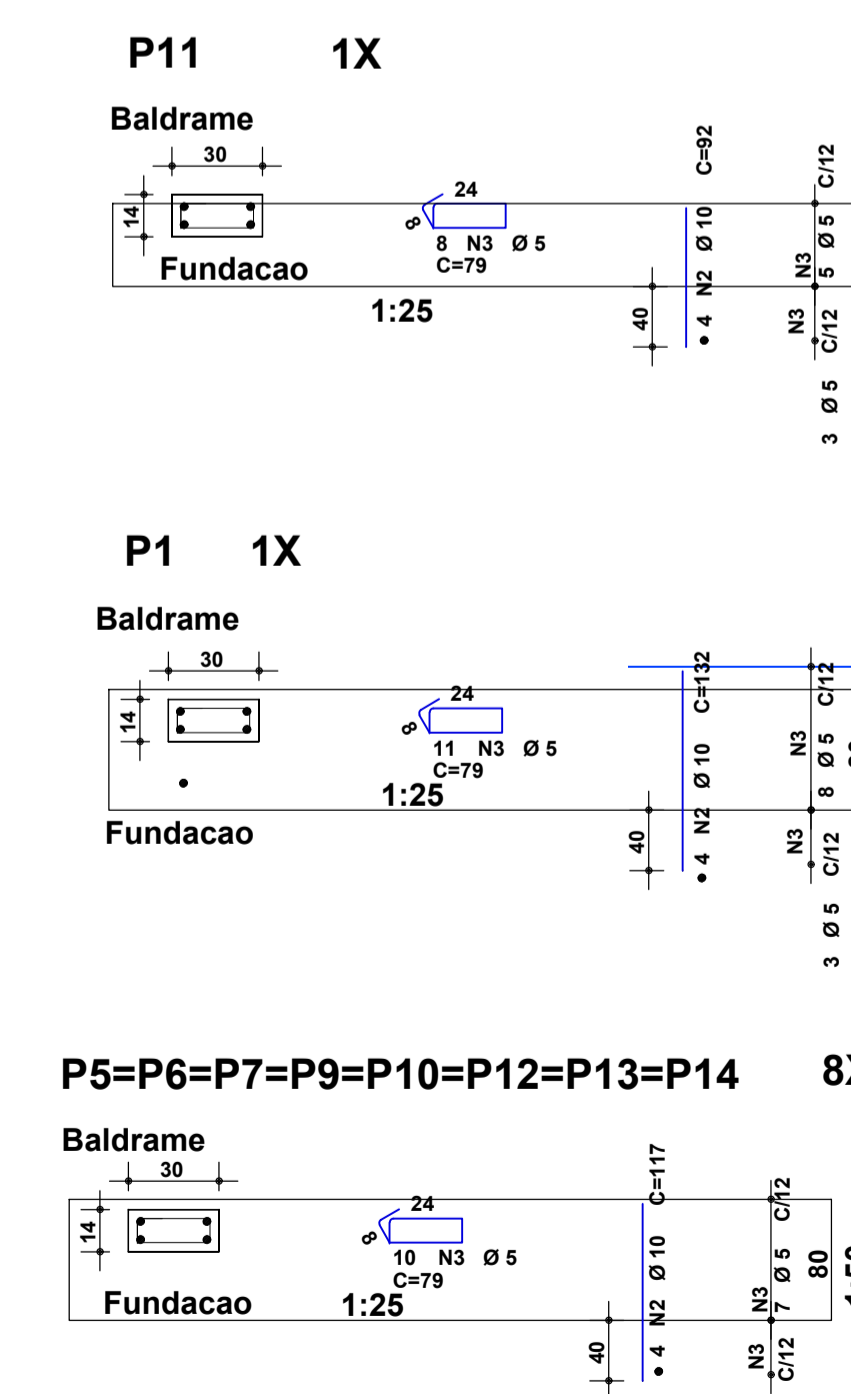 P11 1X
Baldrame
30
14
Fundacao
24
8
8 N3 Ø 5
C=79
1:25
40
4 N2 Ø 10 C=92
N3
5 Ø 5 C/12
N3
3 Ø 5 C/12
P1 1X
Baldrame
30
14
Fundacao
24
8
11 N3 Ø 5
C=79
1:25
40
4 N2 Ø 10 C=132
N3
8 Ø 5 C/12
N3
3 Ø 5 C/12
P5=P6=P7=P9=P10=P12=P13=P14
Baldrame
30
14
Fundacao
24
8
10 N3 Ø 5
C=79
1:25
40
4 N2 Ø 10 C=117
N3
7 Ø 5 C/12
N3
C/12
80